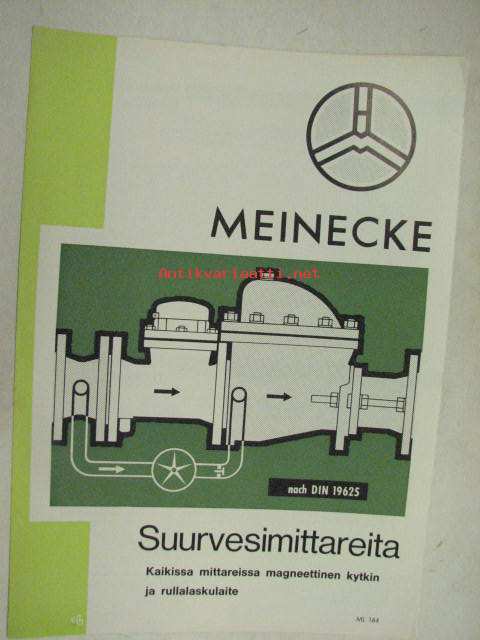 MEINECKE
Antikvariaatti.net
nach DIN 19625
Suurvesimittareita
Kaikissa mittareissa magneettinen kytkin
ja rullalaskulaite
ML 164